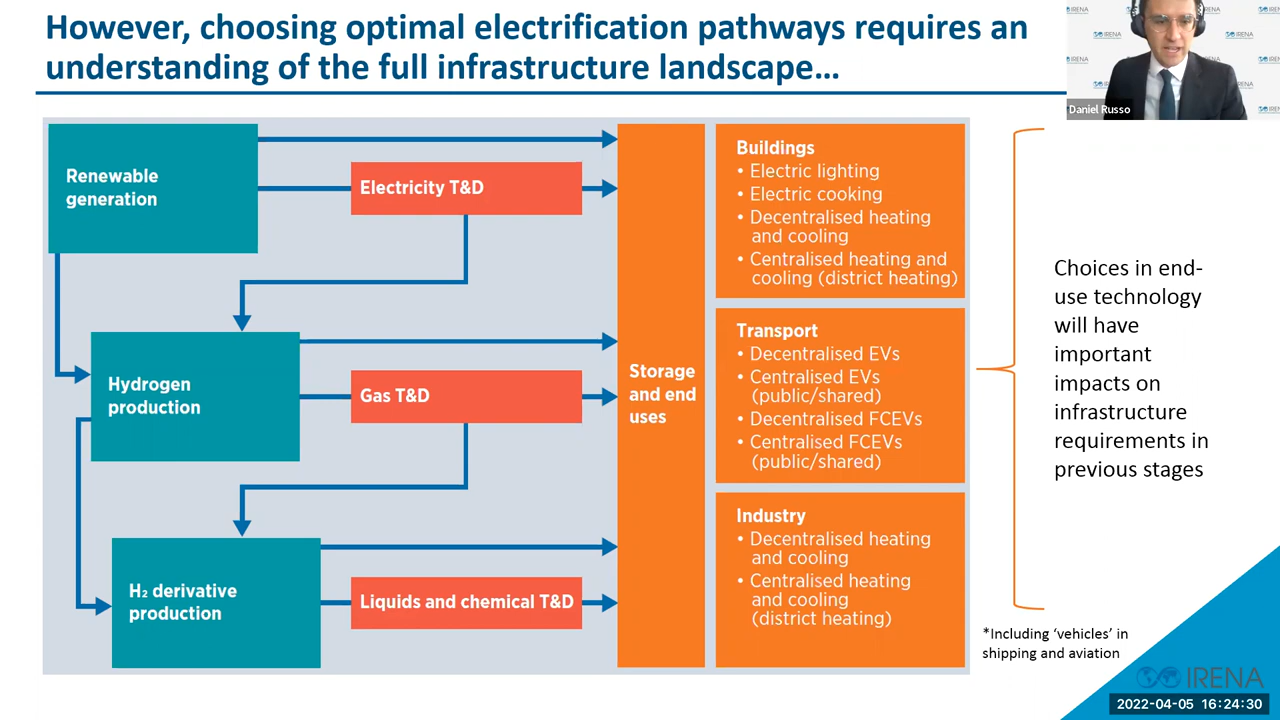 However, choosing optimal electrification pathways requires an
understanding of the full infrastructure landscape…
IRENA
IRENA
IRENA
IRENA
Daniel Russo
Renewable
generation
Electricity T&D
Hydrogen
production
Gas T&D
H₂ derivative
production
Liquids and chemical T&D
Storage
and end
uses
Buildings
• Electric lighting
• Electric cooking
• Decentralised heating
and cooling
• Centralised heating and
cooling (district heating)
Transport
• Decentralised EVs
• Centralised EVs
(public/shared)
• Decentralised FCEVs
• Centralised FCEVs
(public/shared)
Industry
• Decentralised heating
and cooling
• Centralised heating
and cooling
(district heating)
Choices in end-
use technology
will have
important
impacts on
infrastructure
requirements in
previous stages
*Including ‘vehicles’ in
shipping and aviation
IRENA
2022-04-05 16:24:30